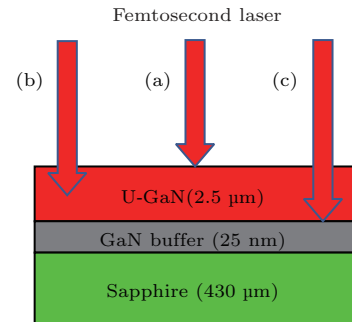 Femtosecond laser
(b) (a) (c)
U-GaN(2.5 µm)
GaN buffer (25 nm)
Sapphire (430 µm)